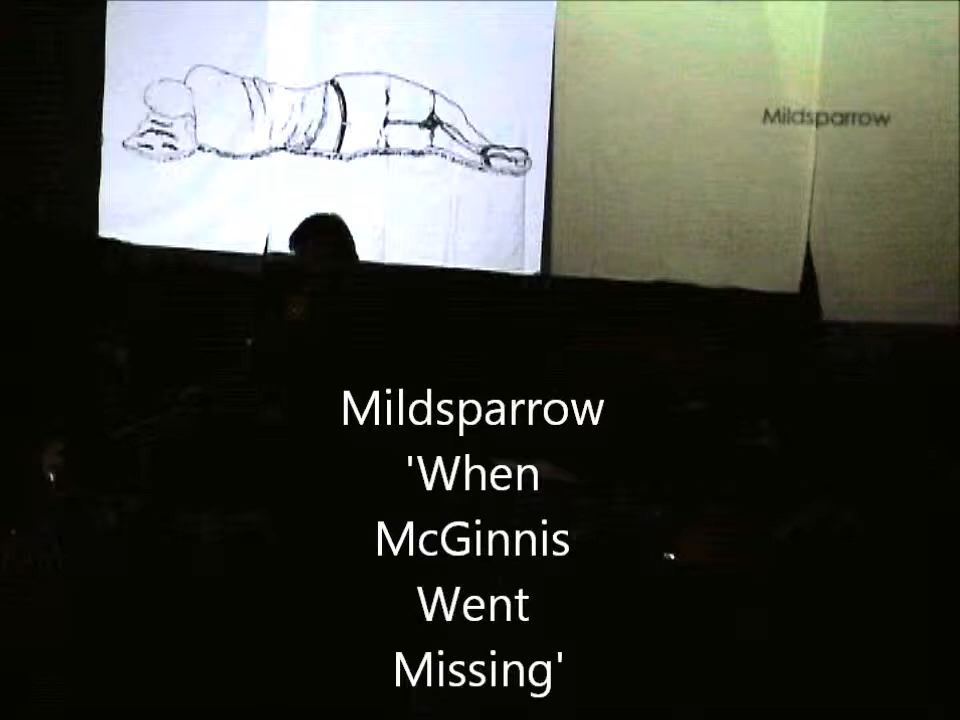 Mildsparrow
Mildsparrow
'When
McGinnis
Went
Missing'